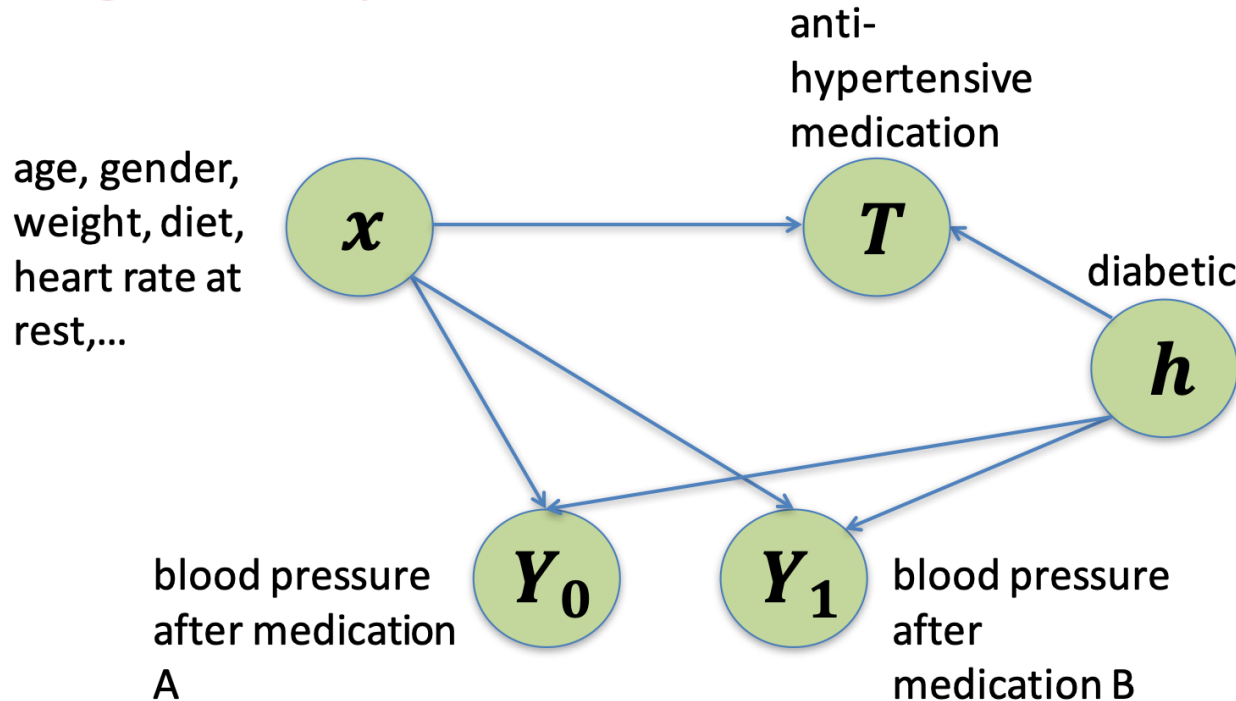 anti-
hypertensive
medication
age, gender,
weight, diet,
heart rate at
rest,...
x
T
diabetic
h
Y₀
Y₁
blood pressure
after medication
A
blood pressure
after
medication B